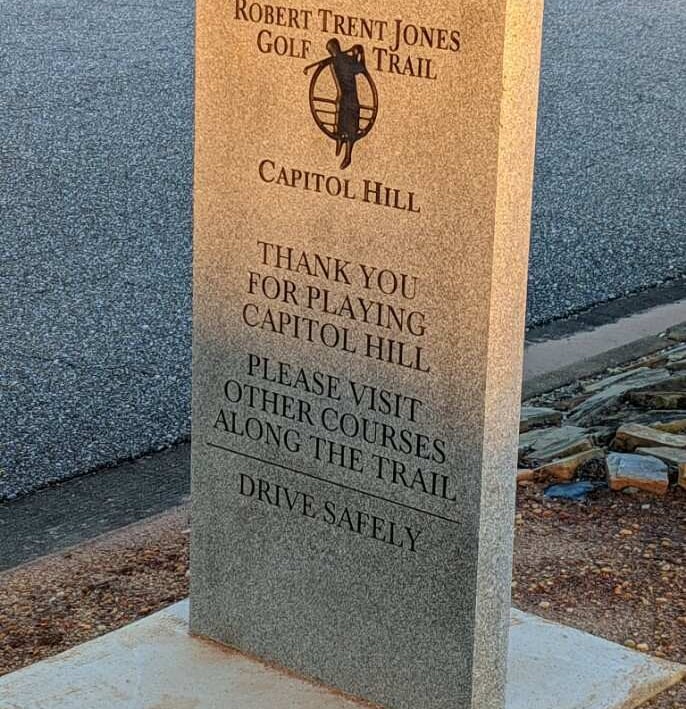 ROBERT TRENT JONES
GOLF TRAIL
CAPITOL HILL
THANK YOU
FOR PLAYING
CAPITOL HILL
PLEASE VISIT
OTHER COURSES
ALONG THE TRAIL
DRIVE SAFELY